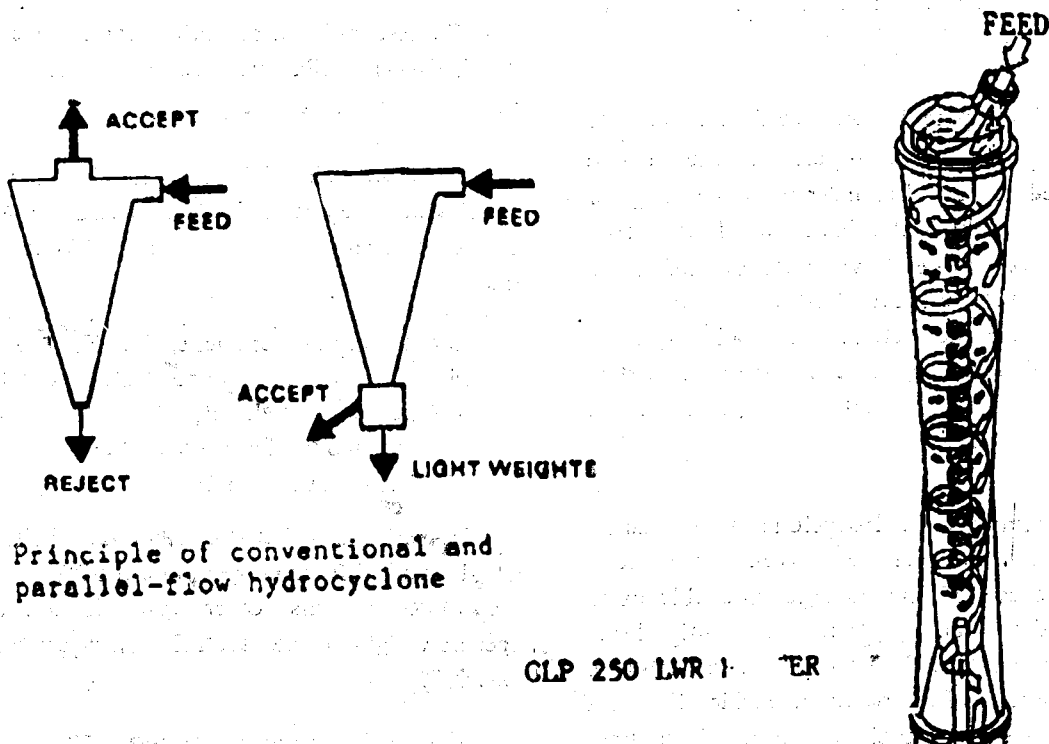 FEED
ACCEPT
FEED
REJECT
FEED
ACCEPT
LIGHT WEIGHTE
Principle of conventional and
parallel-flow hydrocyclone
CLP 250 LWR